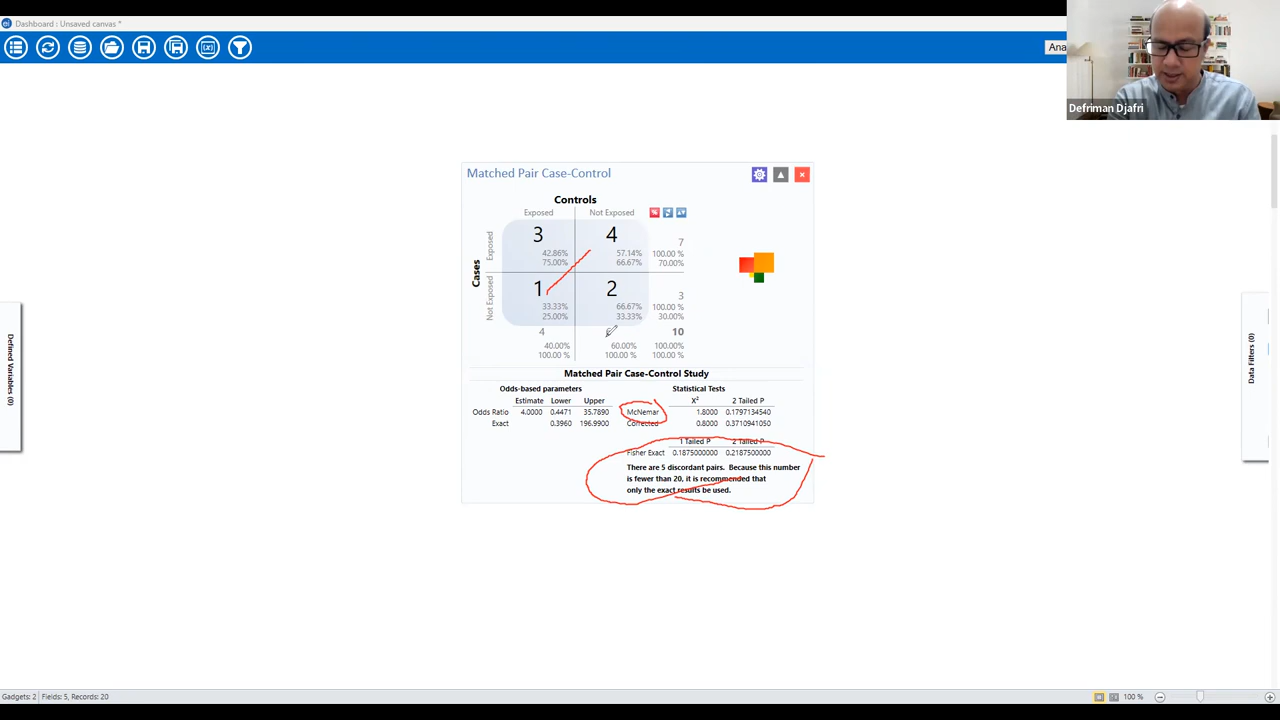 Dashboard : Unsaved canvas *
Defriman Djafri
Matched Pair Case-Control
Controls
Exposed Not Exposed
Cases
Exposed
3 4 7
42.86% 57.14% 100.00 %
75.00% 66.67% 70.00%
Not Exposed
1 2 3
33.33% 66.67% 100.00 %
25.00% 33.33% 30.00%
4 10
40.00% 60.00% 100.00%
100.00 % 100.00 % 100.00 %
Matched Pair Case-Control Study
Odds-based parameters Statistical Tests
Estimate Lower Upper X² 2 Tailed P
Odds Ratio 4.0000 0.4471 35.7890 McNemar 1.8000 0.1797134540
Exact 0.3960 196.9900 Corrected 0.8000 0.3710941050
1 Tailed P 2 Tailed P
Fisher Exact 0.1875000000 0.2187500000
There are 5 discordant pairs. Because this number
is fewer than 20, it is recommended that
only the exact results be used.
Defined Variables (0)
Data Filters (0)
Gadgets: 2 Fields: 5, Records: 20
100 %